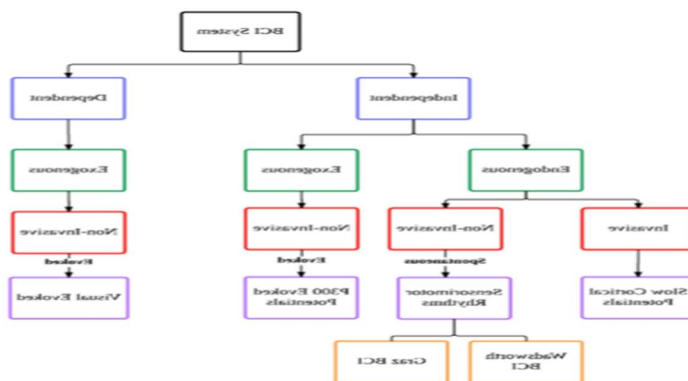 BCI System
Dependent
Independent
Exogenous
Exogenous
Endogenous
Non-Invasive
Non-Invasive
Non-Invasive
Invasive
Evoked
Evoked
Spontaneous
Visual Evoked
P300 Evoked
Potentials
Sensorimotor
Rhythms
Slow Cortical
Potentials
Graz BCI
Wadsworth
BCI